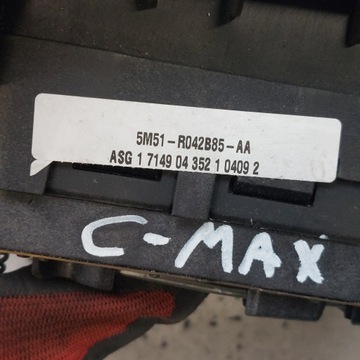 5M51-R042B85-AA
ASG 1 7149 04 352 1 0409 2
C-MAX